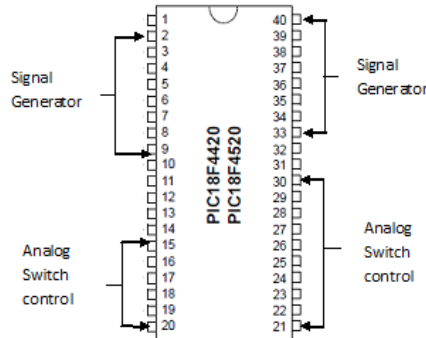 1 40
2 39
3 38
4 37
5 36
6 35
7 34
8 33
9 32
10 31
11 30
12 29
13 28
14 27
15 26
16 25
17 24
18 23
19 22
20 21
PIC18F4420
PIC18F4520
Signal
Generator
Signal
Generator
Analog
Switch
control
Analog
Switch
control